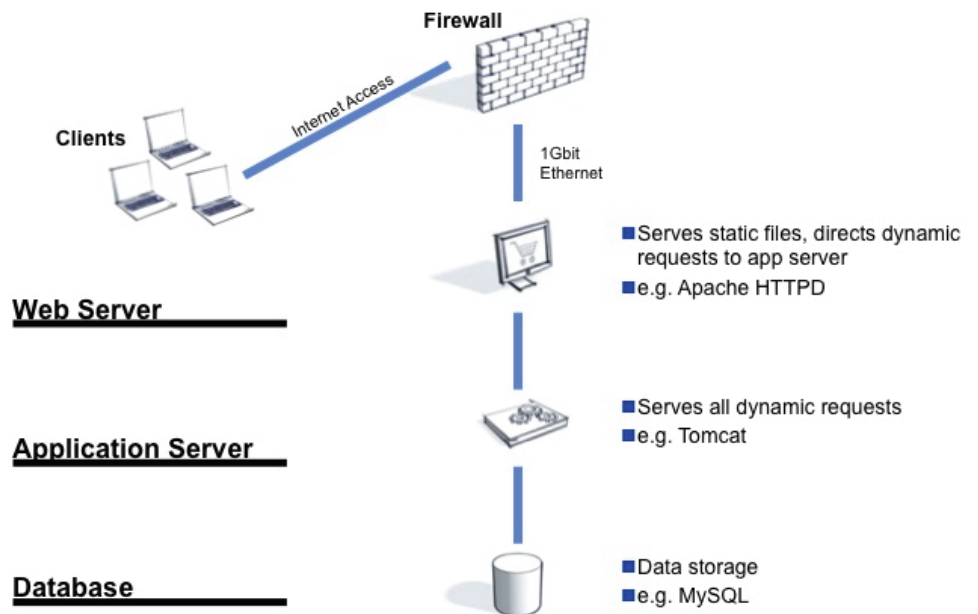 Firewall
Internet Access
Clients
1Gbit
Ethernet
Serves static files, directs dynamic
requests to app server
e.g. Apache HTTPD
Web Server
Serves all dynamic requests
e.g. Tomcat
Application Server
Data storage
e.g. MySQL
Database